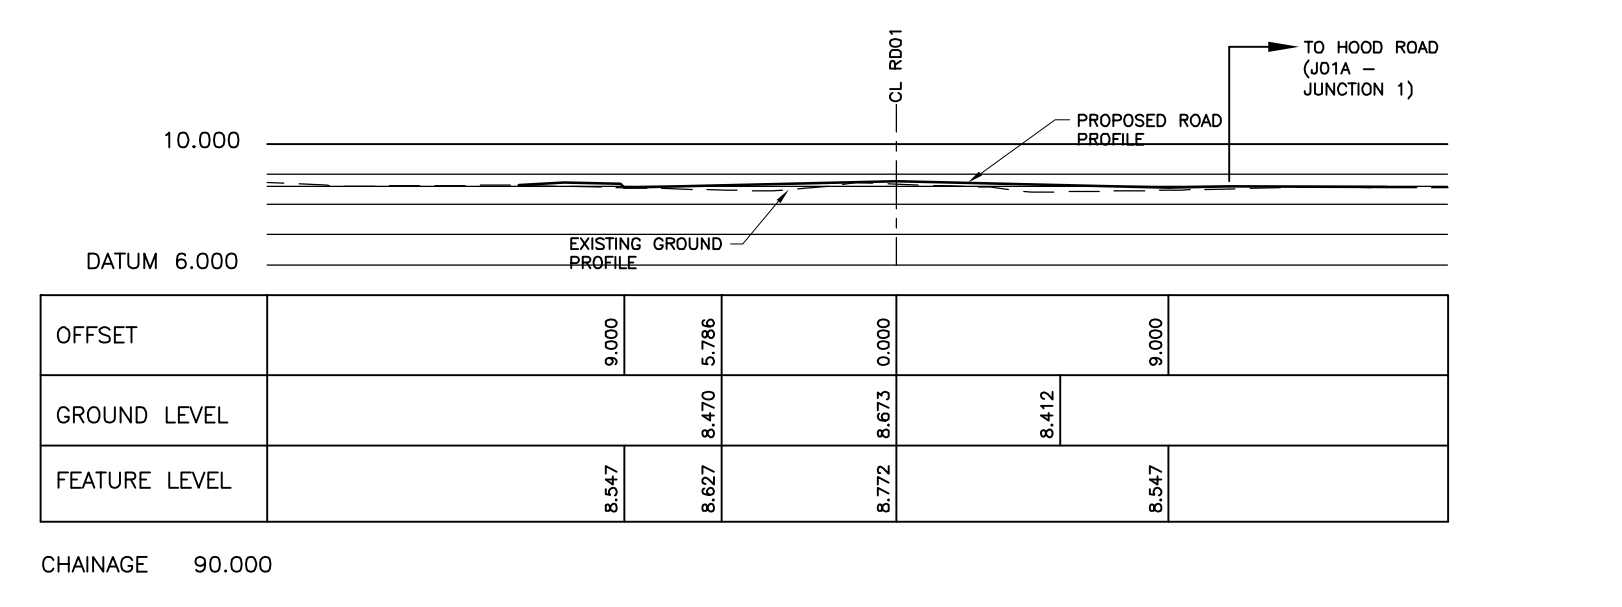 CL RD01
TO HOOD ROAD
(J01A –
JUNCTION 1)
PROPOSED ROAD
PROFILE
10.000
EXISTING GROUND
PROFILE
DATUM 6.000
OFFSET 9.000 5.786 0.000 9.000
GROUND LEVEL 8.470 8.673 8.412
FEATURE LEVEL 8.547 8.627 8.772 8.547
CHAINAGE 90.000